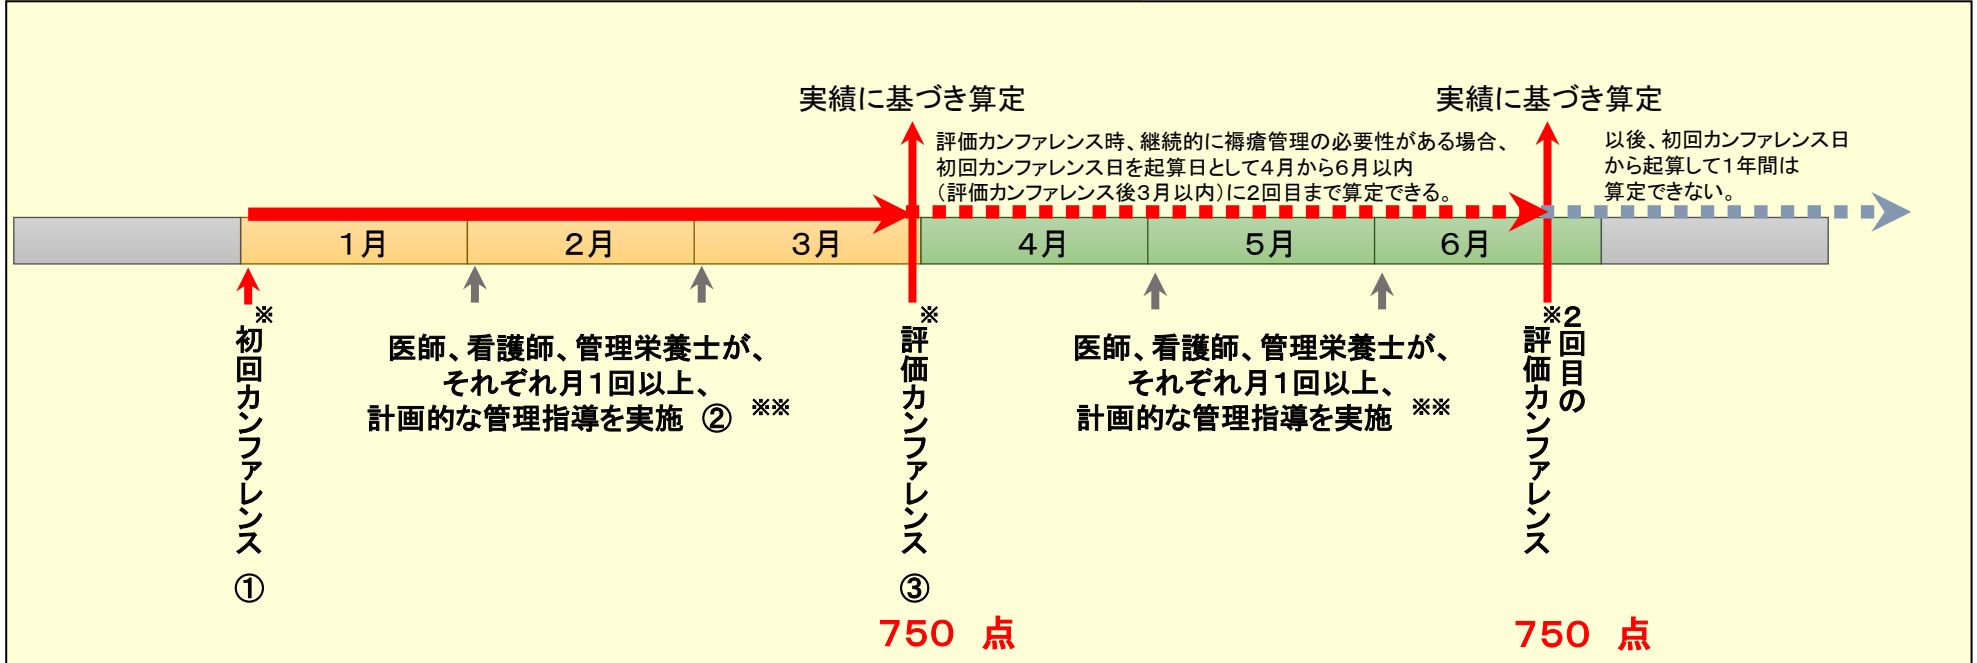 実績に基づき算定
実績に基づき算定
評価カンファレンス時、継続的に褥瘡管理の必要性がある場合、
初回カンファレンス日を起算日として4月から6月以内
（評価カンファレンス後3月以内）に2回目まで算定できる。
以後、初回カンファレンス日
から起算して1年間は
算定できない。
1月
2月
3月
4月
5月
6月
※
初回カンファレンス ①
医師、看護師、管理栄養士が、
それぞれ月1回以上、
計画的な管理指導を実施 ② ※※
※
評価カンファレンス ③
750 点
医師、看護師、管理栄養士が、
それぞれ月1回以上、
計画的な管理指導を実施 ※※
※
2回目の
評価カンファレンス
750 点